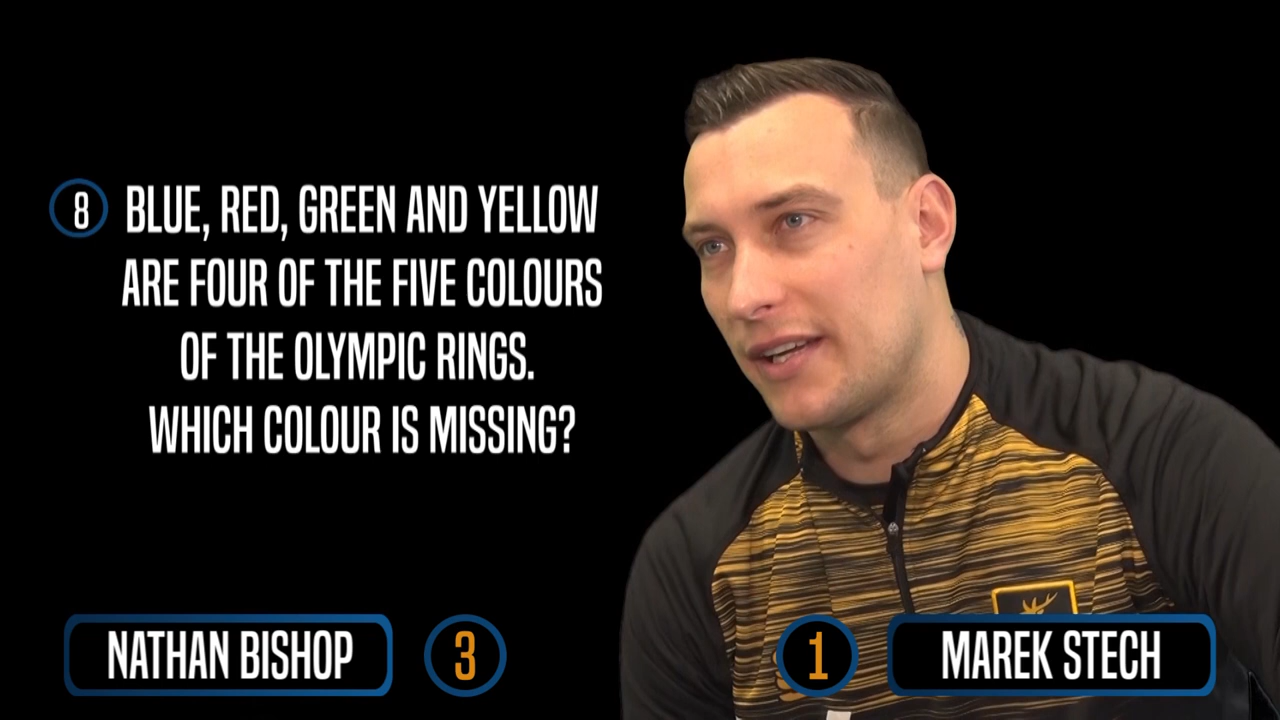 8
BLUE, RED, GREEN AND YELLOW
ARE FOUR OF THE FIVE COLOURS
OF THE OLYMPIC RINGS.
WHICH COLOUR IS MISSING?
NATHAN BISHOP
3
1
MAREK STECH